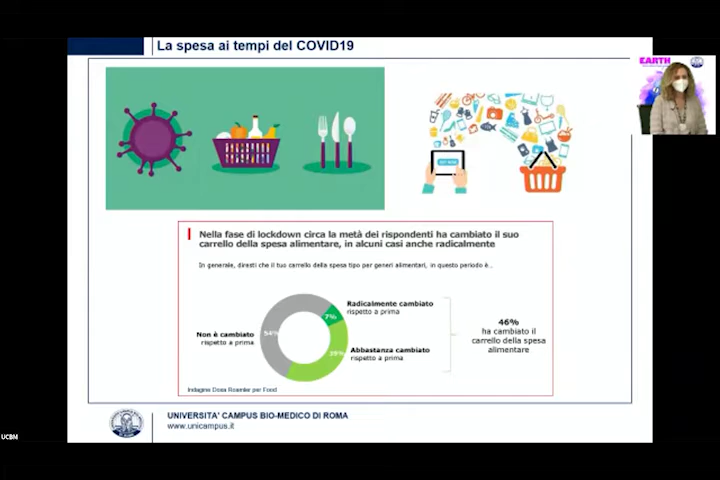 La spesa ai tempi del COVID19
EARTH
BUY NOW
Nella fase di lockdown circa la metà dei rispondenti ha cambiato il suo
carrello della spesa alimentare, in alcuni casi anche radicalmente
In generale, diresti che il tuo carrello della spesa tipo per generi alimentari, in questo periodo è...
Radicalmente cambiato
rispetto a prima
7%
Non è cambiato
rispetto a prima
54%
39%
Abbastanza cambiato
rispetto a prima
46%
ha cambiato il
carrello della spesa
alimentare
Indagine Doxa Roamler per Food
UNIVERSITA' CAMPUS BIO-MEDICO DI ROMA
www.unicampus.it
UCBM